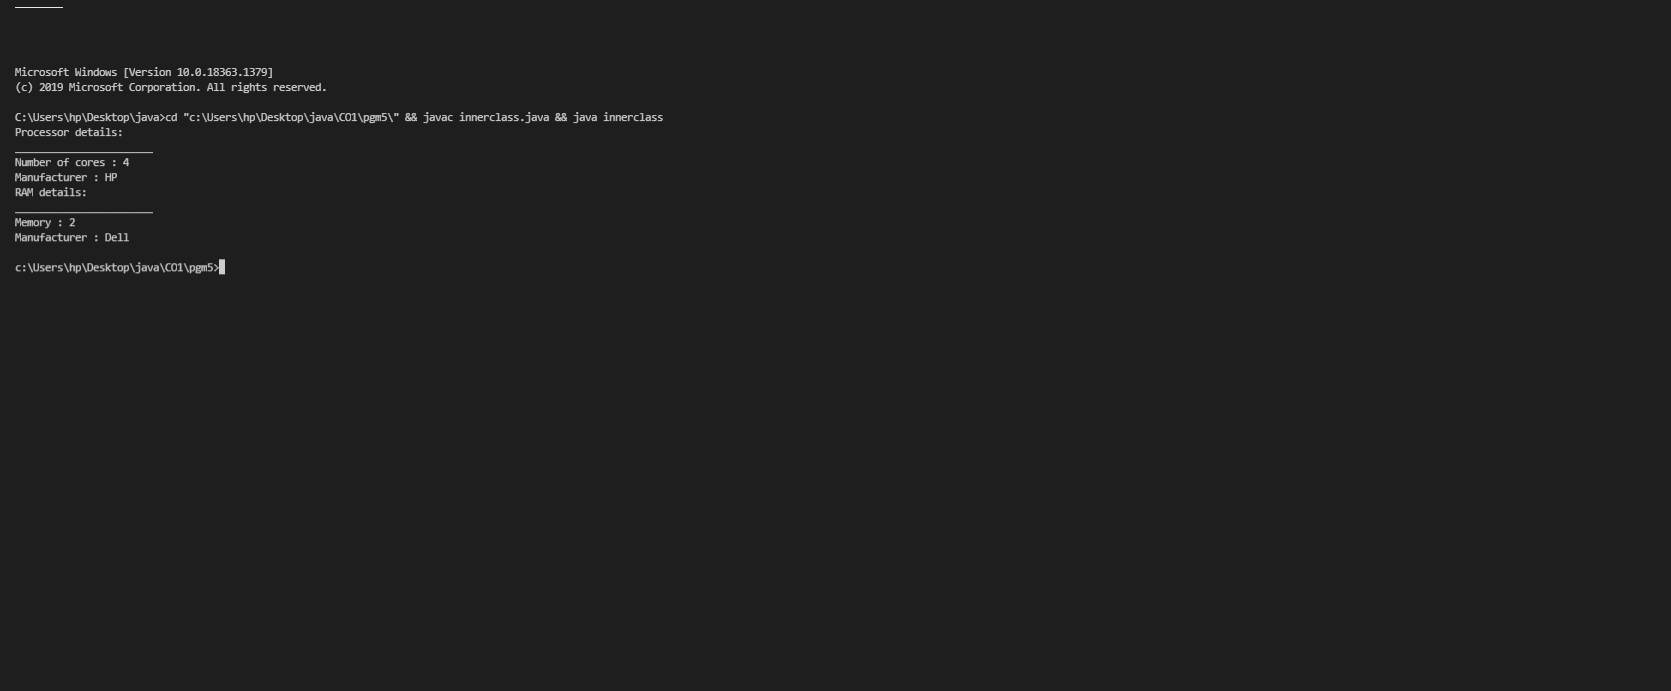 Microsoft Windows [Version 10.0.18363.1379]
(c) 2019 Microsoft Corporation. All rights reserved.
C:\Users\hp\Desktop\java>cd "c:\Users\hp\Desktop\java\CO1\pgm5\" && javac innerclass.java && java innerclass
Processor details:
_______________________
Number of cores : 4
Manufacturer : HP
RAM details:
_______________________
Memory : 2
Manufacturer : Dell
c:\Users\hp\Desktop\java\CO1\pgm5>